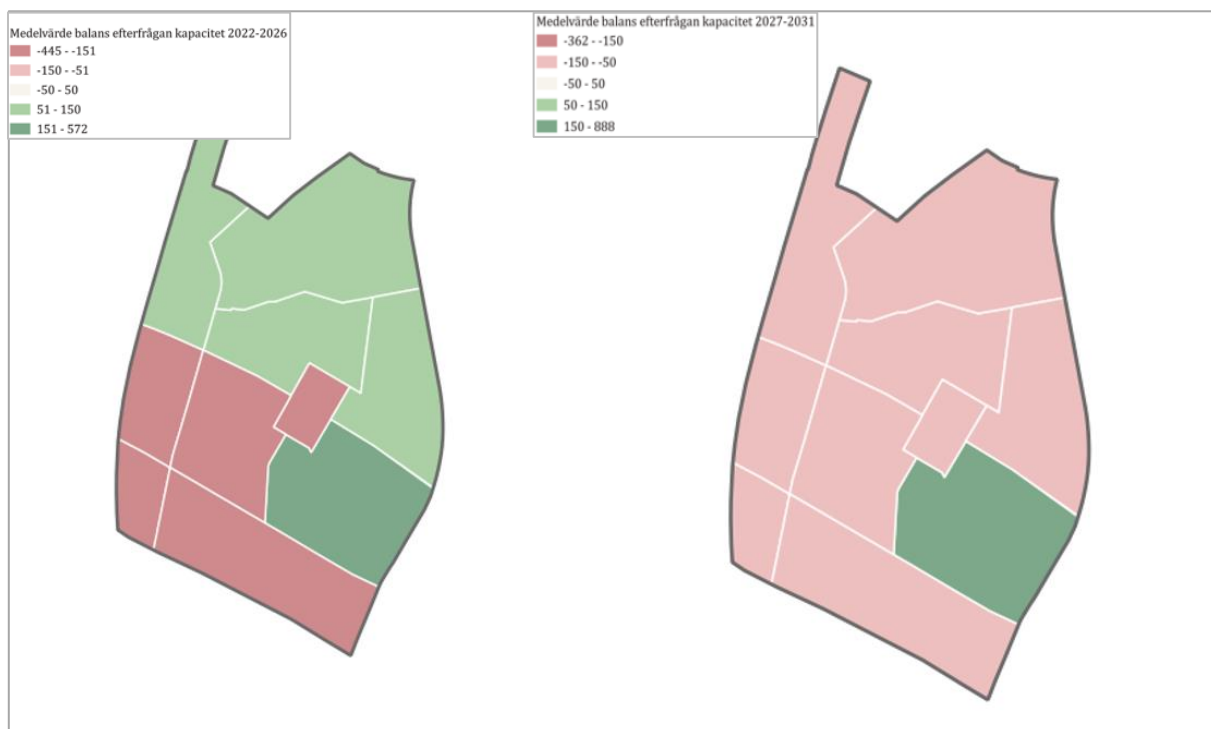 Medelvärde balans efterfrågan kapacitet 2022-2026
-445 - -151
-150 - -51
-50 - 50
51 - 150
151 - 572
Medelvärde balans efterfrågan kapacitet 2027-2031
-362 - -150
-150 - -50
-50 - 50
50 - 150
150 - 888